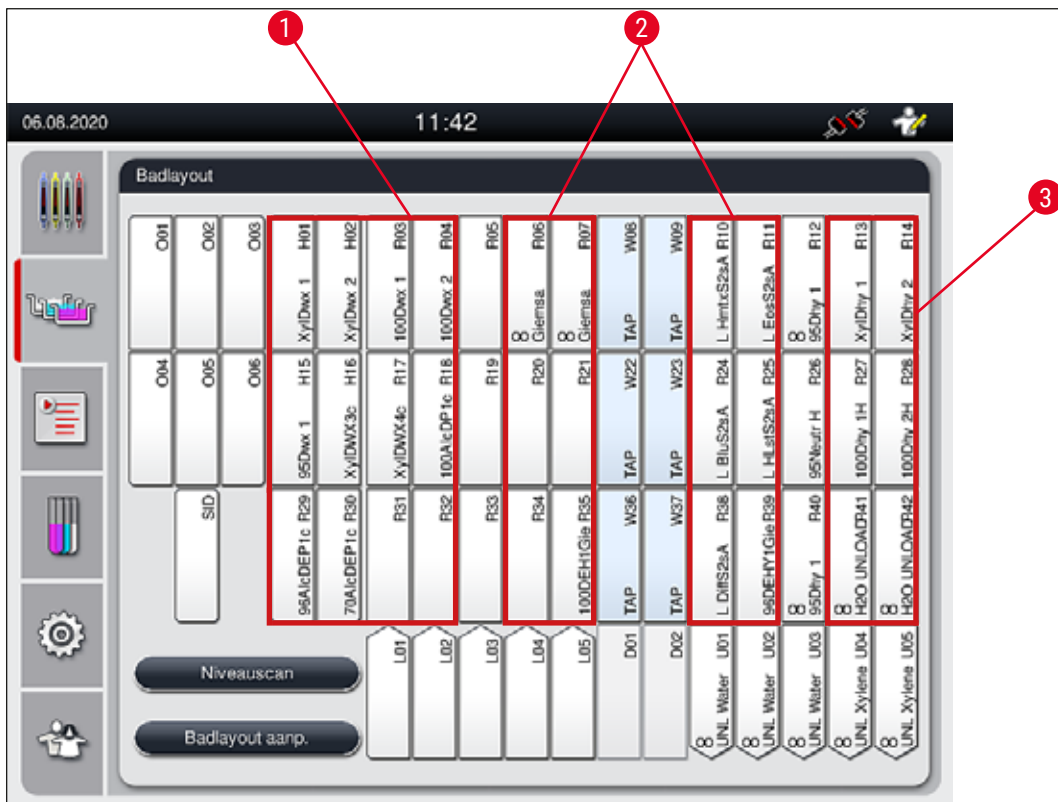 1
2
3
06.08.2020
11:42
Badlayout
O01
O02
O03
XylDwx 1 H01
XylDwx 2 H02
100Dwx 1 R03
100Dwx 2 R04
R05
∞ Giemsa R06
∞ Giemsa R07
TAP W08
TAP W09
L HmtxS2sA R10
L EosS2sA R11
∞ 95Dhy 1 R12
XylDhy 1 R13
XylDhy 2 R14
O04
O05
O06
95Dwx 1 H15
XylDWX3c H16
XylDWX4c R17
100AlcDP1c R18
R19
R20
R21
TAP W22
TAP W23
L BluS2sA R24
L HLstS2sA R25
95Neutr H R26
100Dhy 1H R27
100Dhy 2H R28
SID
96AlcDEP1c R29
70AlcDEP1c R30
R31
R32
R33
R34
100DEH1Gie R35
TAP W36
TAP W37
L DiffS2sA R38
96DEHY1Gie R39
∞ 95Dhy 1 R40
∞ H2O UNLOAD R41
∞ H2O UNLOAD R42
L01
L02
L03
L04
L05
D01
D02
∞ UNL Water U01
∞ UNL Water U02
∞ UNL Water U03
∞ UNL Xylene U04
∞ UNL Xylene U05
Niveauscan
Badlayout aanp.